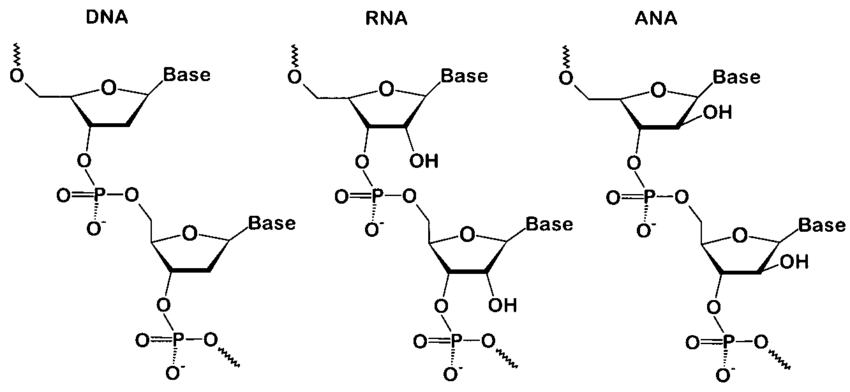 DNA RNA ANA
O O Base O O Base O O Base
OH
O O OH O
O=P-O O=P-O O=P-O
O- O- O-
O Base O Base O Base
OH
O O OH O
O=P-O O=P-O O=P-O
O- O- O-